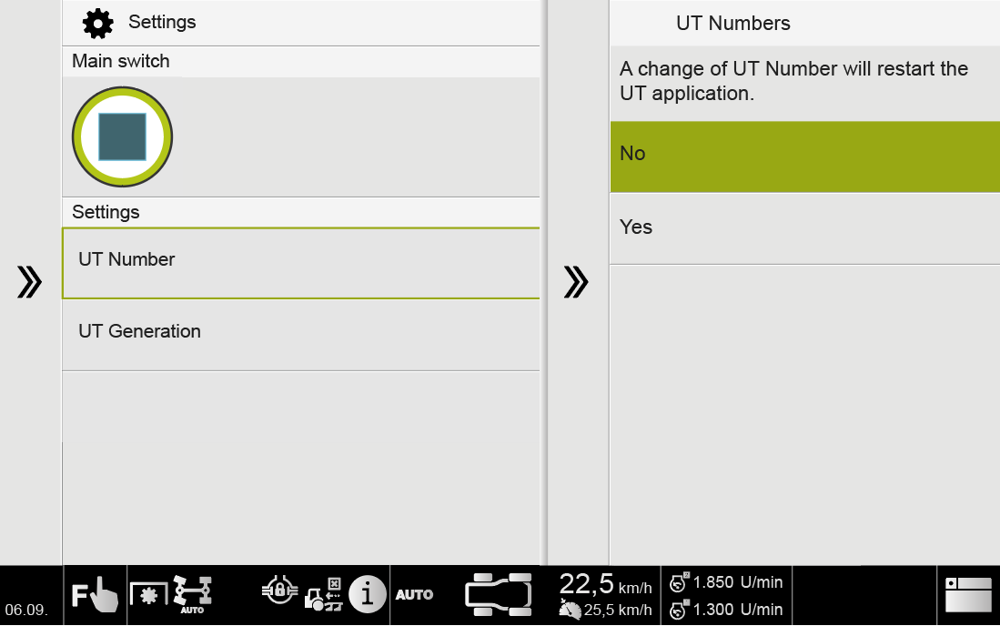 Settings
Main switch
Settings
UT Number
UT Generation
UT Numbers
A change of UT Number will restart the
UT application.
No
Yes
06.09.
F
AUTO
i
AUTO
22,5 km/h
25,5 km/h
1.850 U/min
1.300 U/min